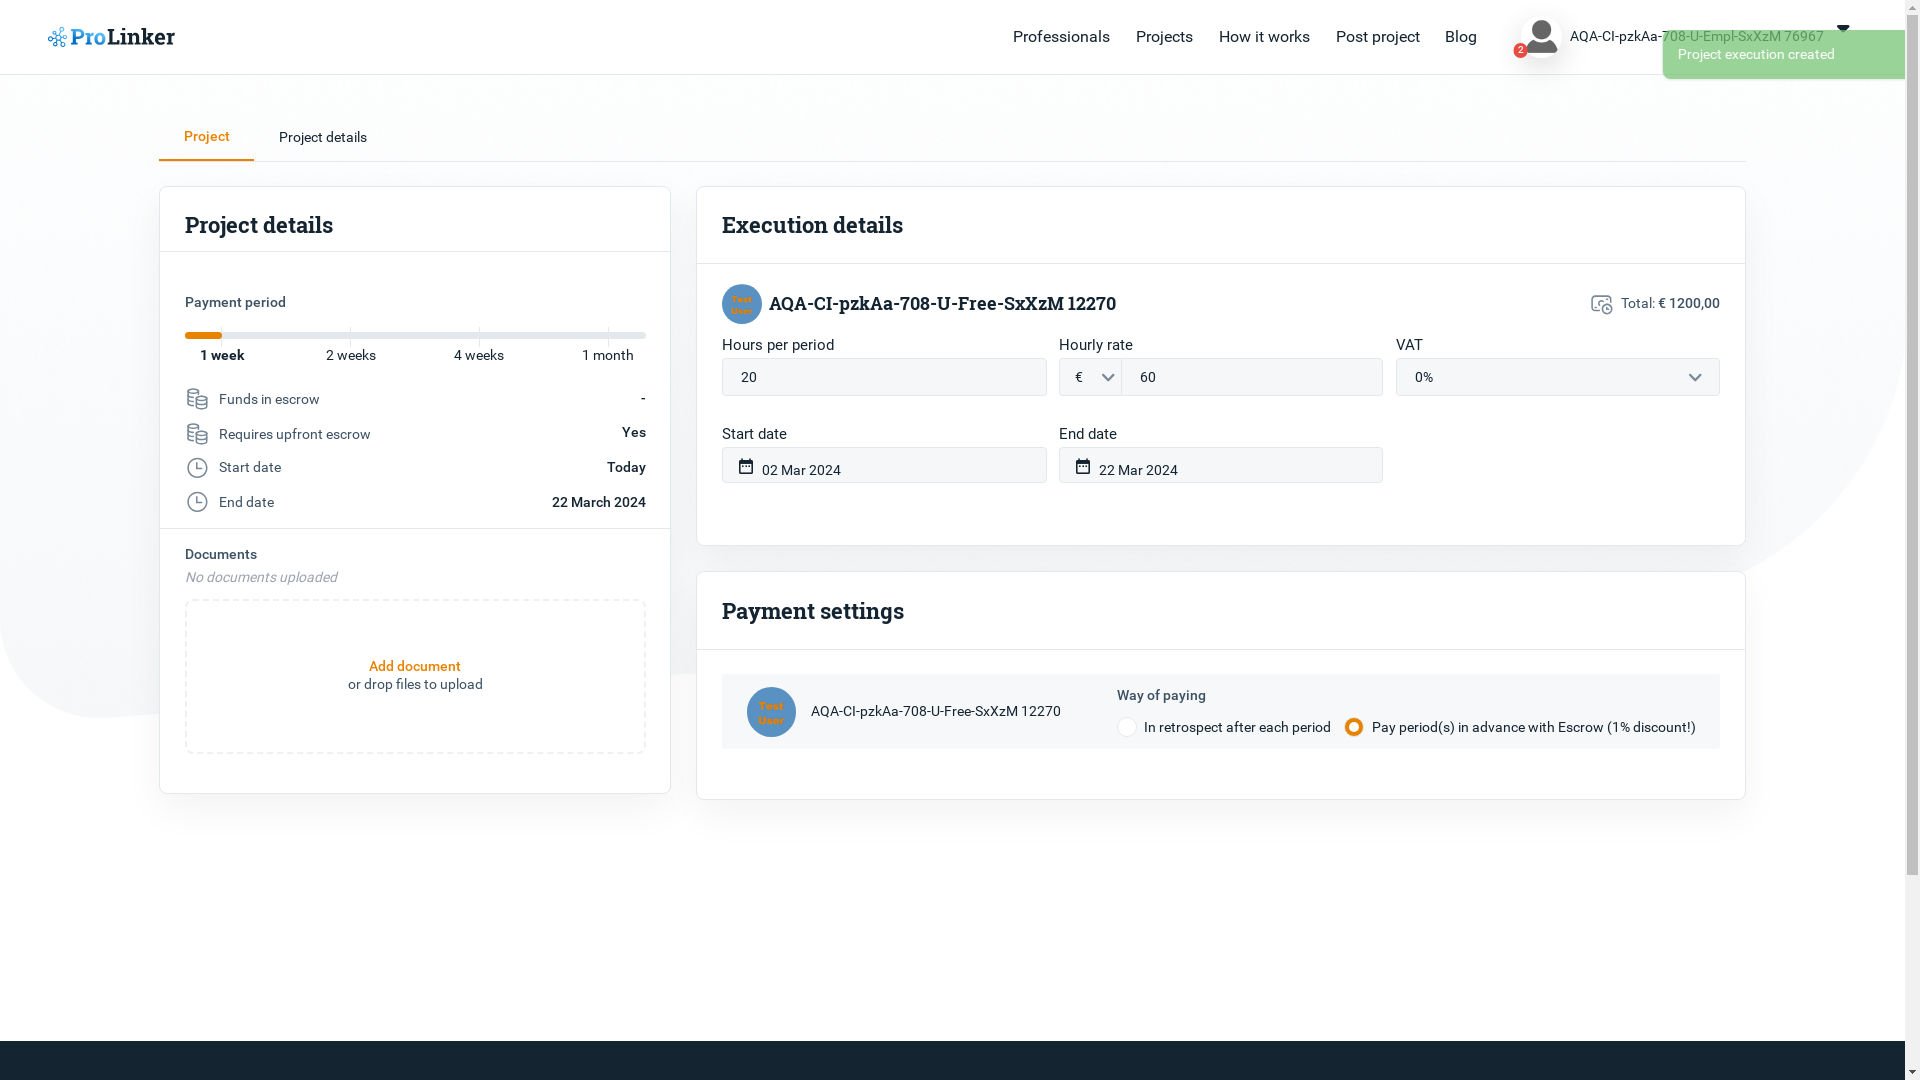 ProLinker
Professionals
Projects
How it works
Post project
Blog
2
AQA-CI-pzkAa-708-U-Empl-SxXzM 76967
Project execution created
Project
Project details
Project details
Payment period
1 week
2 weeks
4 weeks
1 month
Funds in escrow
-
Requires upfront escrow
Yes
Start date
Today
End date
22 March 2024
Documents
No documents uploaded
Add document
or drop files to upload
Execution details
Test
User
AQA-CI-pzkAa-708-U-Free-SxXzM 12270
Total: € 1200,00
Hours per period
Hourly rate
VAT
20
€
60
0%
Start date
End date
02 Mar 2024
22 Mar 2024
Payment settings
Test
User
AQA-CI-pzkAa-708-U-Free-SxXzM 12270
Way of paying
In retrospect after each period
Pay period(s) in advance with Escrow (1% discount!)